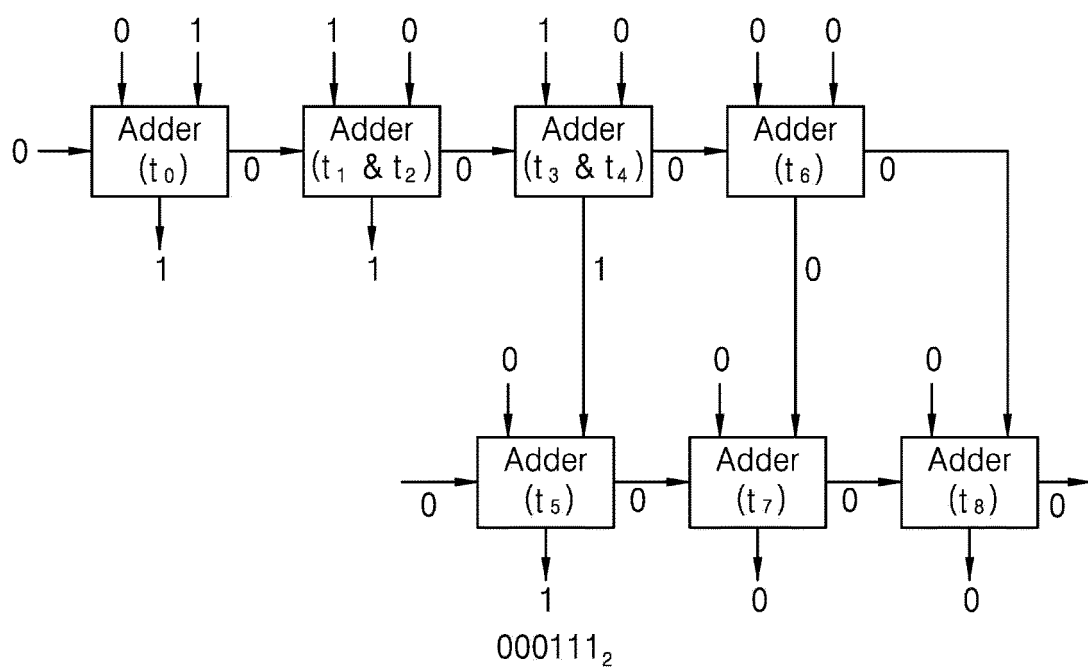 0 1 1 0 1 0 0 0
Adder Adder Adder Adder
0 (t₀) 0 (t₁ & t₂) 0 (t₃ & t₄) 0 (t₆) 0
1 1 1 0
0 0 0
Adder Adder Adder
0 (t₅) 0 (t₇) 0 (t₈) 0
1 0 0
000111₂